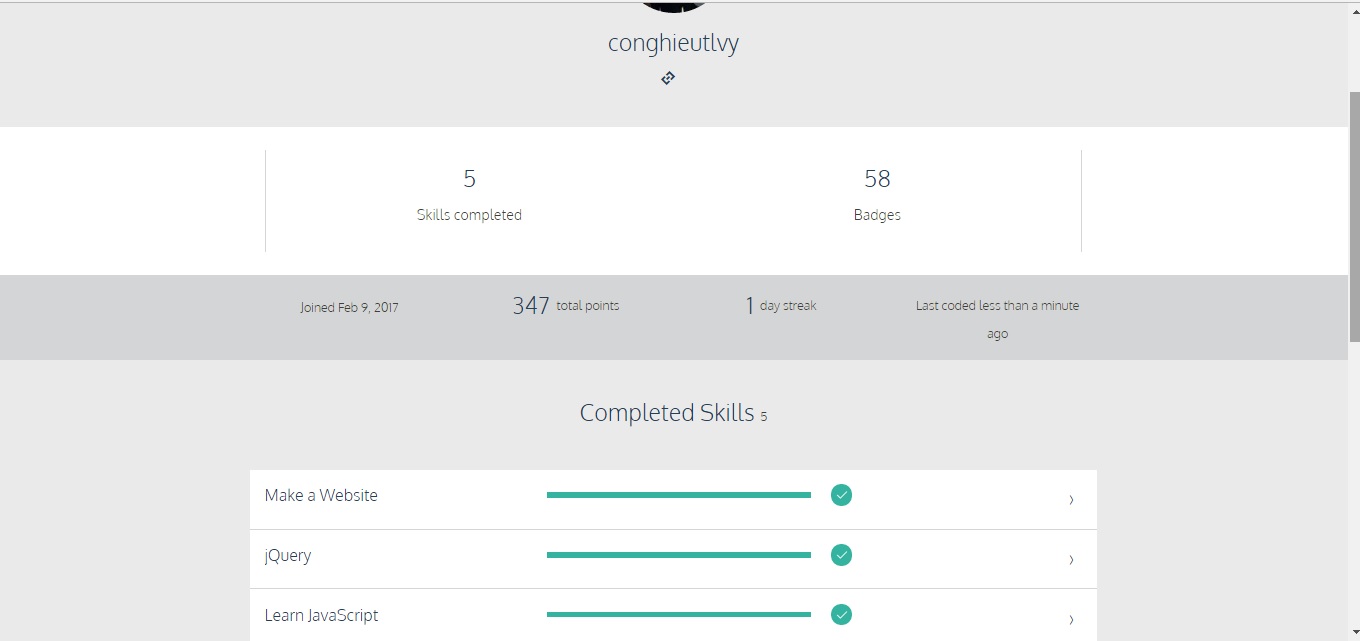 conghieutlvy
5
Skills completed
58
Badges
Joined Feb 9, 2017
347 total points
1 day streak
Last coded less than a minute
ago
Completed Skills 5
Make a Website
jQuery
Learn JavaScript